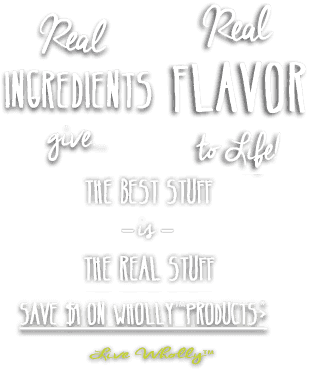 Real
INGREDIENTS
give...
Real
FLAVOR
to Life!
THE BEST STUFF
– is –
THE REAL STUFF
SAVE $1 ON WHOLLY™ PRODUCTS
Live Wholly™